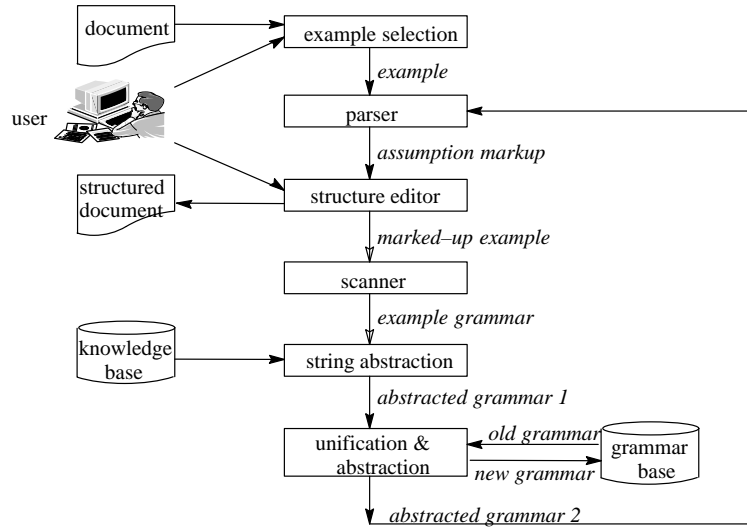 document
example selection
example
user
parser
assumption markup
structured
document
structure editor
marked–up example
scanner
example grammar
knowledge
base
string abstraction
abstracted grammar 1
unification &
abstraction
old grammar
new grammar
grammar
base
abstracted grammar 2